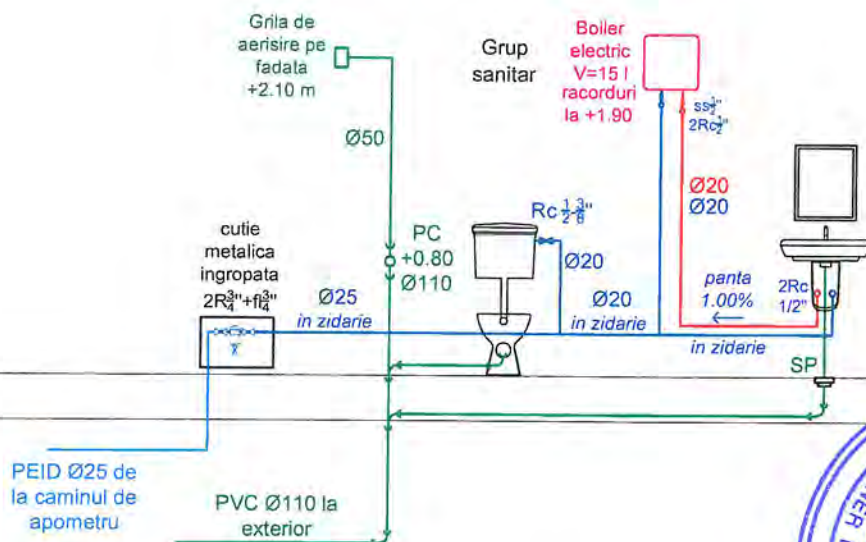 Grila de
aerisire pe
fadata
+2.10 m
Grup
sanitar
Boiler
electric
V=15 l
racorduri
la +1.90
ss½"
2Rc½"
Ø50
Ø20
Ø20
Rc ½-⅜"
cutie
metalica
ingropata
2R¾"+fl¾"
PC
+0.80
Ø110
Ø20
Ø25
in zidarie
Ø20
in zidarie
panta
1.00%
2Rc
1/2"
in zidarie
SP
PEID Ø25 de
la caminul de
apometru
PVC Ø110 la
exterior